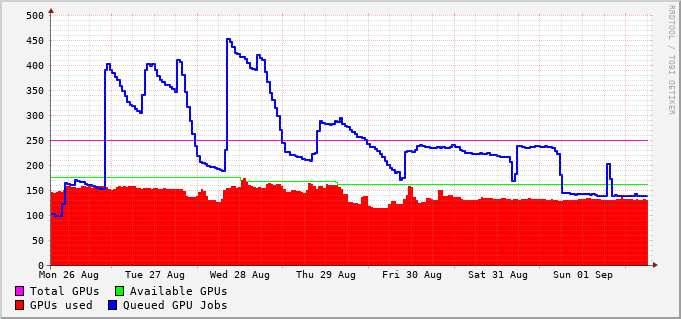 RRDTOOL / TOBI OETIKER
500
450
400
350
300
250
200
150
100
50
0
Mon 26 Aug Tue 27 Aug Wed 28 Aug Thu 29 Aug Fri 30 Aug Sat 31 Aug Sun 01 Sep
Total GPUs Available GPUs
GPUs used Queued GPU Jobs